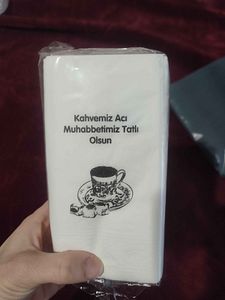 Kahvemiz Acı
Muhabbetimiz Tatlı
Olsun